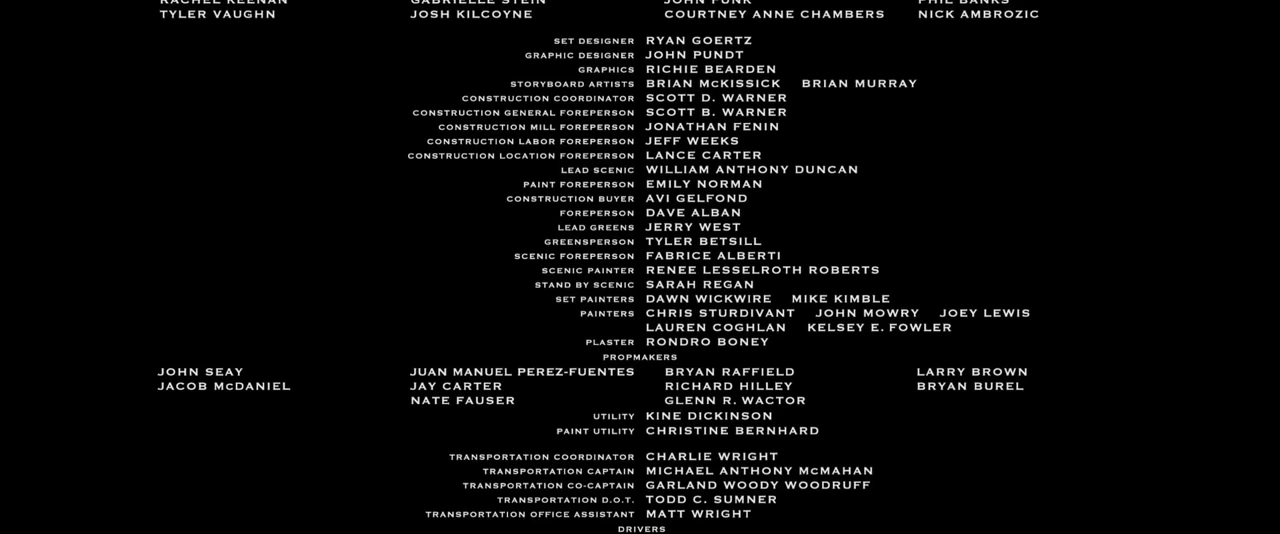 RACHEL KEENAN GABRIELLE STEIN JOHN FUNK PHIL BANKS
TYLER VAUGHN JOSH KILCOYNE COURTNEY ANNE CHAMBERS NICK AMBROZIC
SET DESIGNER RYAN GOERTZ
GRAPHIC DESIGNER JOHN PUNDT
GRAPHICS RICHIE BEARDEN
STORYBOARD ARTISTS BRIAN McKISSICK BRIAN MURRAY
CONSTRUCTION COORDINATOR SCOTT D. WARNER
CONSTRUCTION GENERAL FOREPERSON SCOTT B. WARNER
CONSTRUCTION MILL FOREPERSON JONATHAN FENIN
CONSTRUCTION LABOR FOREPERSON JEFF WEEKS
CONSTRUCTION LOCATION FOREPERSON LANCE CARTER
LEAD SCENIC WILLIAM ANTHONY DUNCAN
PAINT FOREPERSON EMILY NORMAN
CONSTRUCTION BUYER AVI GELFOND
FOREPERSON DAVE ALBAN
LEAD GREENS JERRY WEST
GREENSPERSON TYLER BETSILL
SCENIC FOREPERSON FABRICE ALBERTI
SCENIC PAINTER RENEE LESSELROTH ROBERTS
STAND BY SCENIC SARAH REGAN
SET PAINTERS DAWN WICKWIRE MIKE KIMBLE
PAINTERS CHRIS STURDIVANT JOHN MOWRY JOEY LEWIS
LAUREN COGHLAN KELSEY E. FOWLER
PLASTER RONDRO BONEY
PROPMAKERS
JOHN SEAY JUAN MANUEL PEREZ-FUENTES BRYAN RAFFIELD LARRY BROWN
JACOB McDANIEL JAY CARTER RICHARD HILLEY BRYAN BUREL
NATE FAUSER GLENN R. WACTOR
UTILITY KINE DICKINSON
PAINT UTILITY CHRISTINE BERNHARD
TRANSPORTATION COORDINATOR CHARLIE WRIGHT
TRANSPORTATION CAPTAIN MICHAEL ANTHONY McMAHAN
TRANSPORTATION CO-CAPTAIN GARLAND WOODY WOODRUFF
TRANSPORTATION D.O.T. TODD C. SUMNER
TRANSPORTATION OFFICE ASSISTANT MATT WRIGHT
DRIVERS